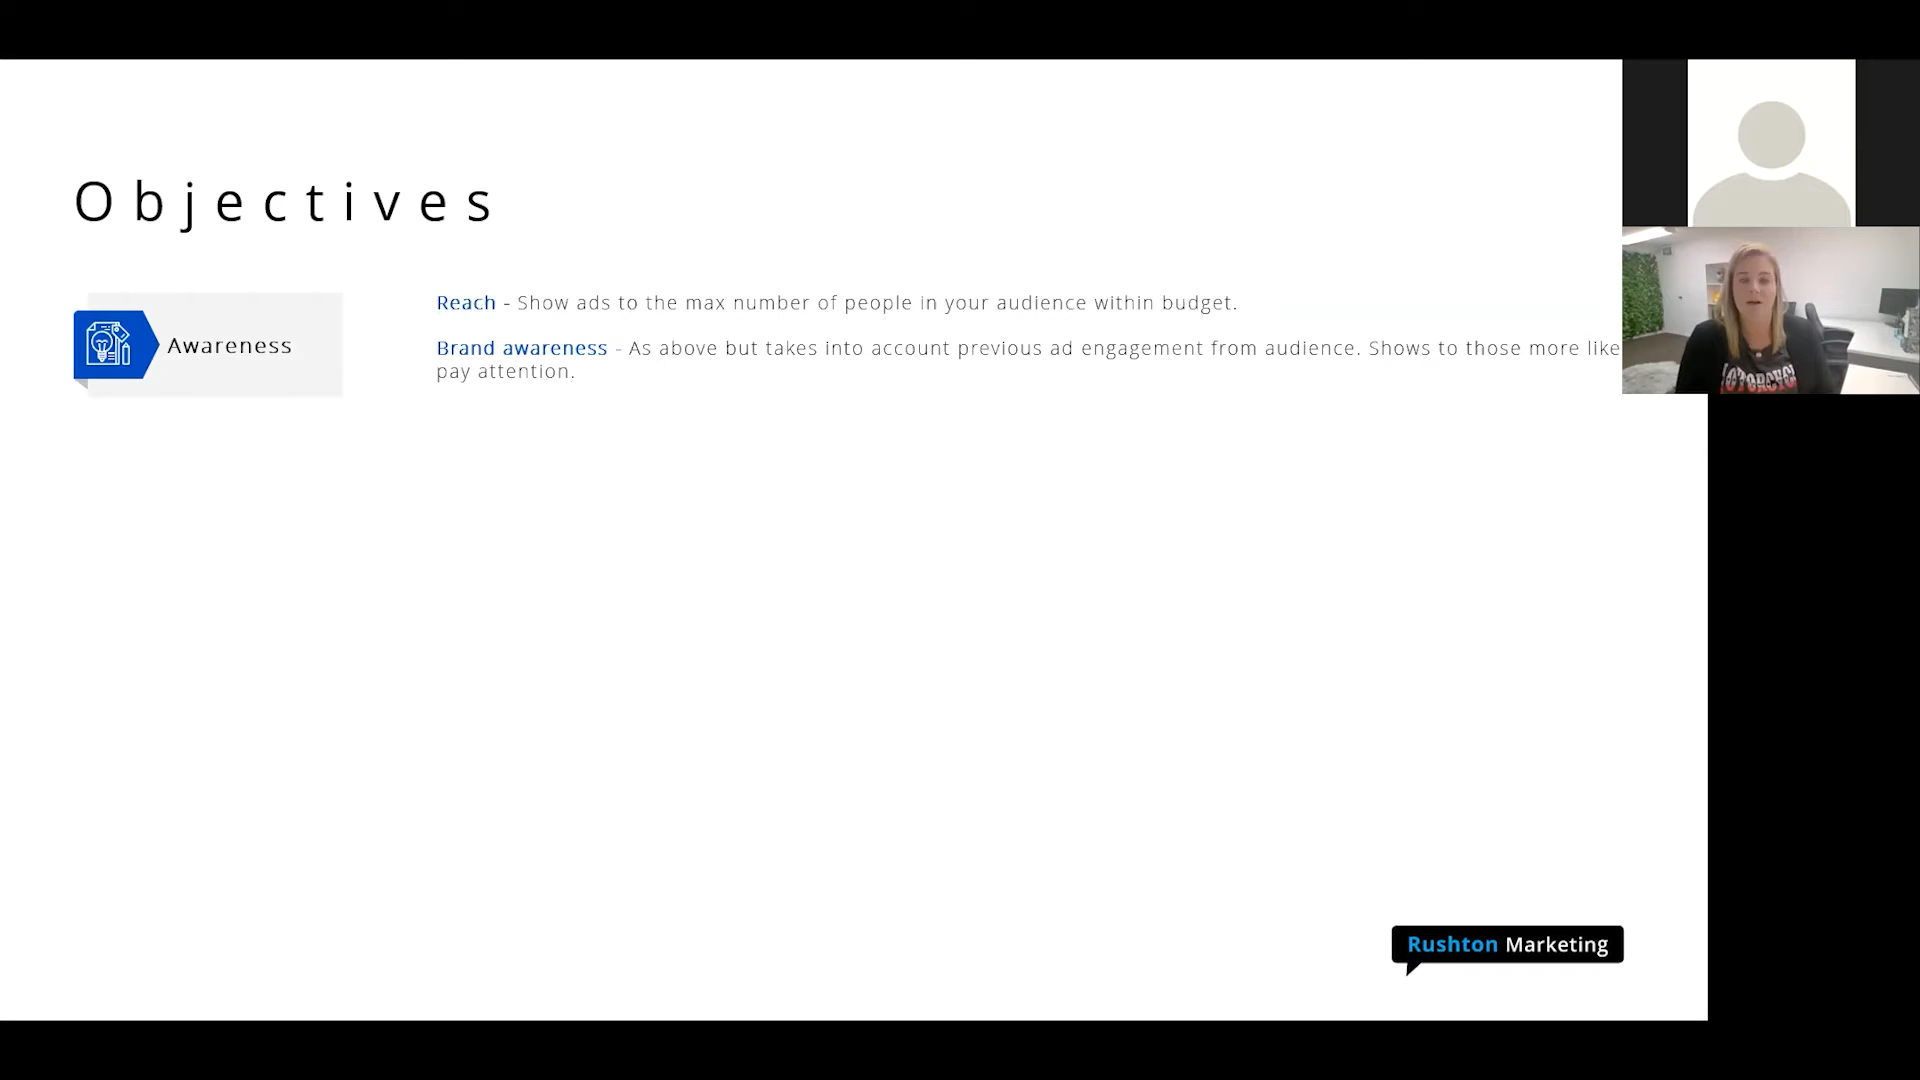 Objectives
Awareness
Reach - Show ads to the max number of people in your audience within budget.
Brand awareness - As above but takes into account previous ad engagement from audience. Shows to those more like
pay attention.
Rushton Marketing